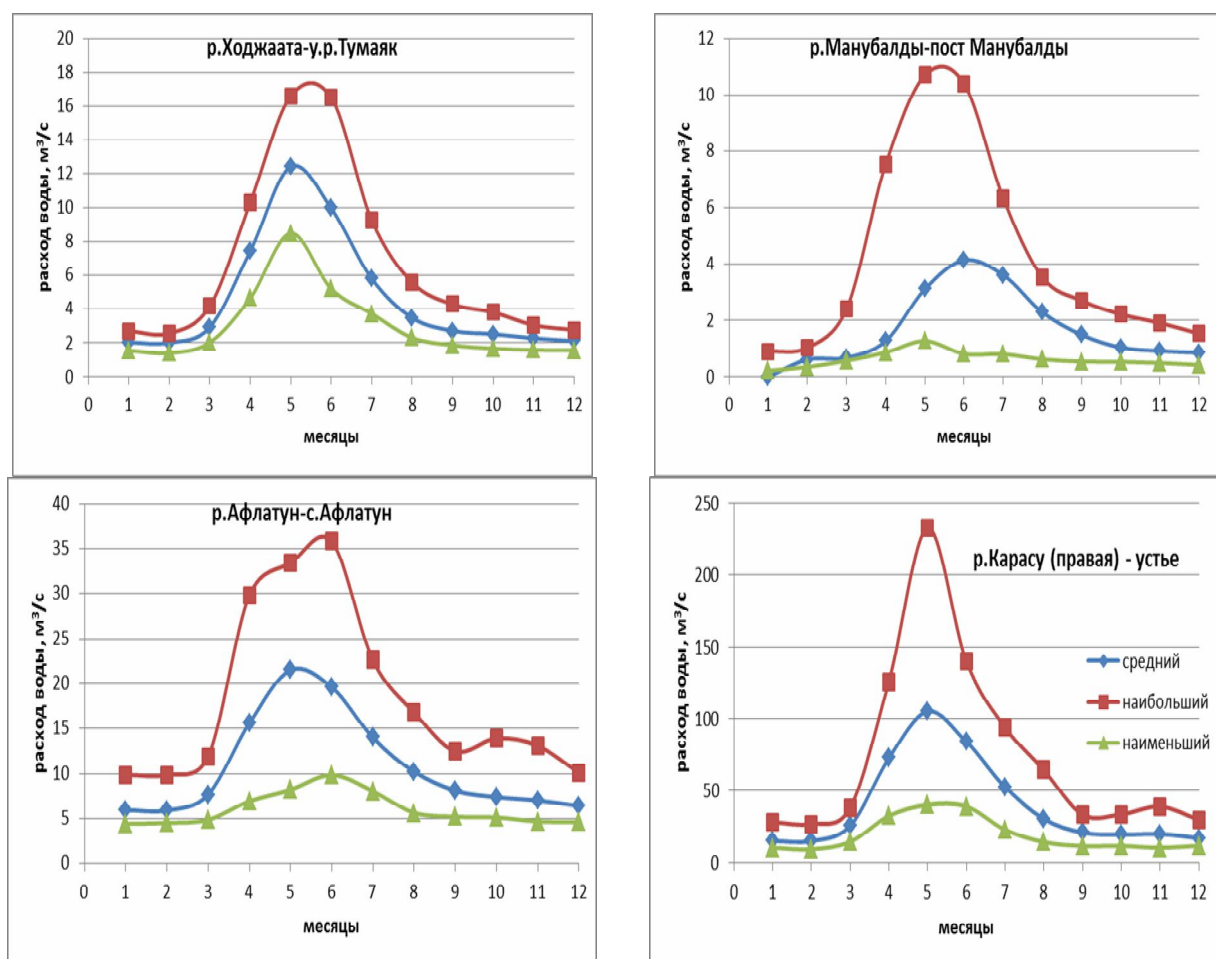 р.Ходжаата-у.р.Тумаяк
расход воды, м³/с
20
18
16
14
12
10
8
6
4
2
0
0 1 2 3 4 5 6 7 8 9 10 11 12
месяцы
р.Манубалды-пост Манубалды
расход воды, м³/с
12
10
8
6
4
2
0
0 1 2 3 4 5 6 7 8 9 10 11 12
месяцы
р.Афлатун-с.Афлатун
расход воды, м³/с
40
35
30
25
20
15
10
5
0
0 1 2 3 4 5 6 7 8 9 10 11 12
месяцы
р.Карасу (правая) - устье
расход воды, м³/с
250
200
150
100
50
0
0 1 2 3 4 5 6 7 8 9 10 11 12
месяцы
средний
наибольший
наименьший